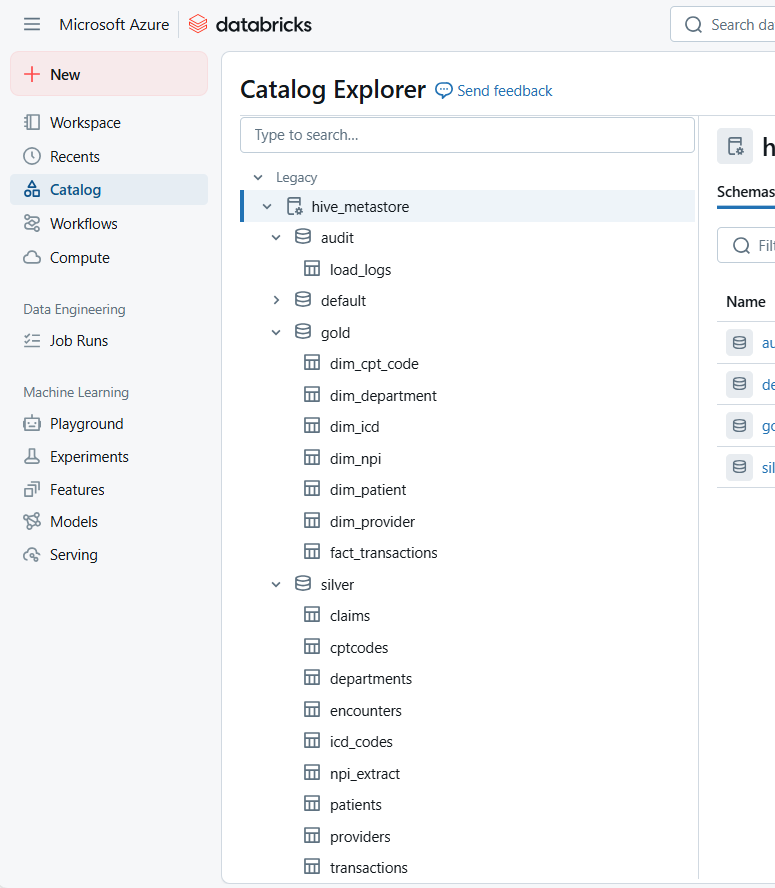 Microsoft Azure databricks
Search da
New
Workspace
Recents
Catalog
Workflows
Compute
Data Engineering
Job Runs
Machine Learning
Playground
Experiments
Features
Models
Serving
Catalog Explorer Send feedback
Type to search...
Legacy
hive_metastore
audit
load_logs
default
gold
dim_cpt_code
dim_department
dim_icd
dim_npi
dim_patient
dim_provider
fact_transactions
silver
claims
cptcodes
departments
encounters
icd_codes
npi_extract
patients
providers
transactions
h
Schemas
Filt
Name
au
de
go
sil